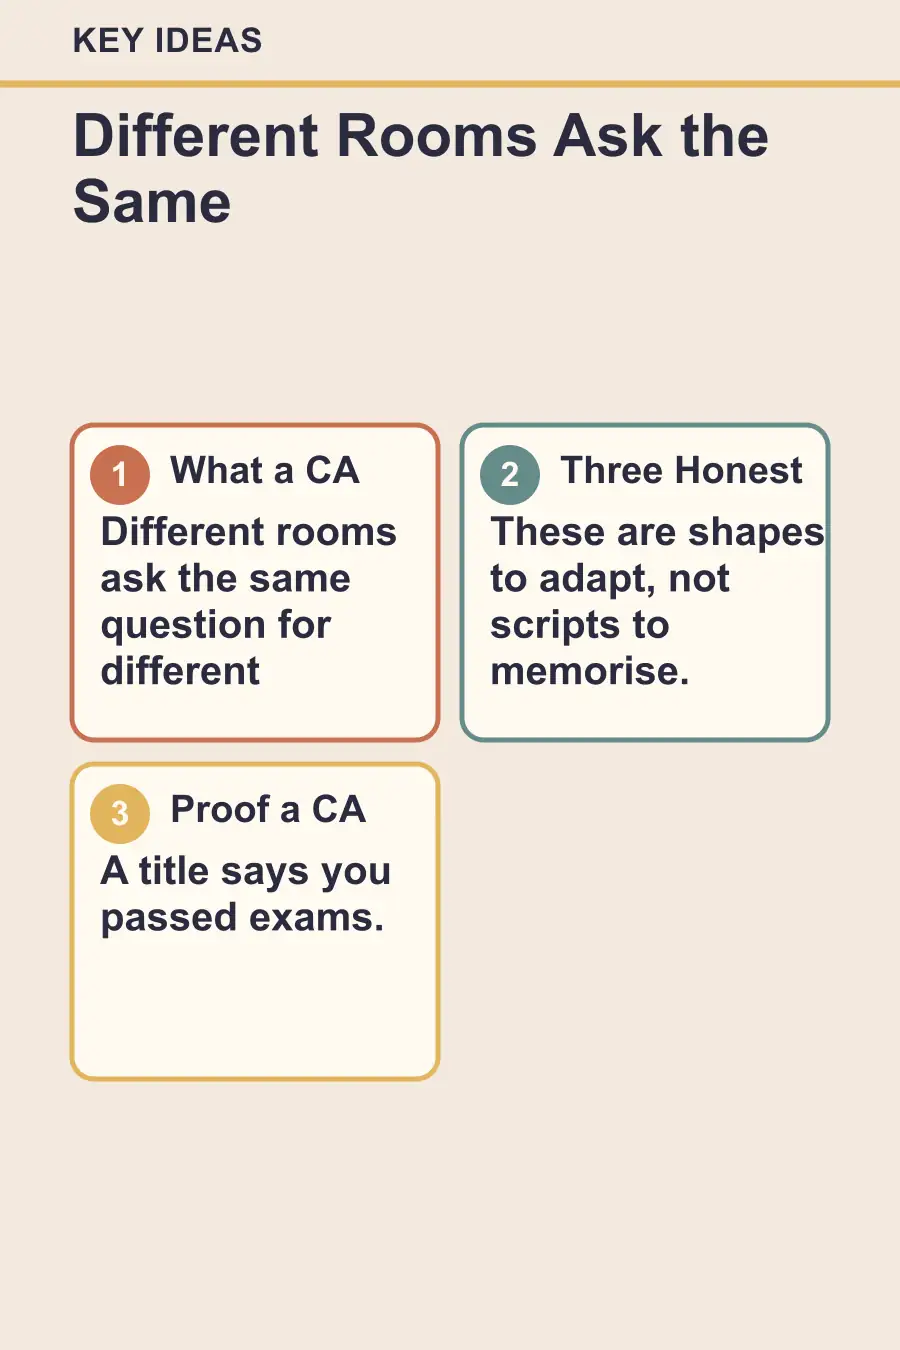 KEY IDEAS
Different Rooms Ask the
Same
1 What a CA
Different rooms
ask the same
question for
different
2 Three Honest
These are shapes
to adapt, not
scripts to
memorise.
3 Proof a CA
A title says you
passed exams.